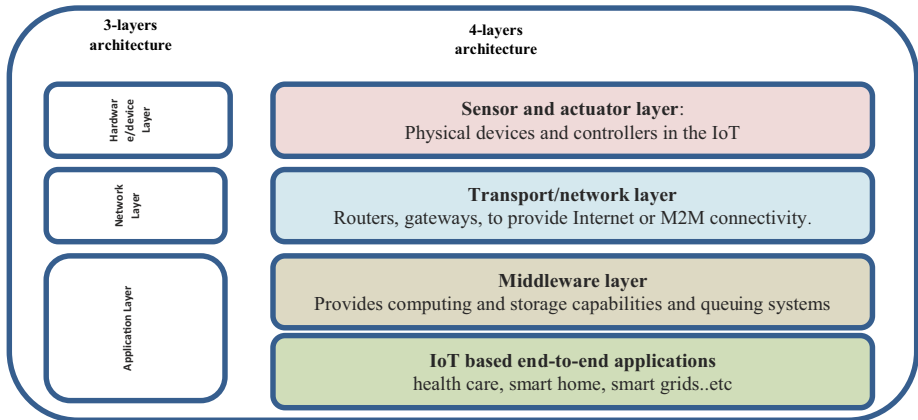 3-layers
architecture
4-layers
architecture
Hardwar
e/device
Layer
Sensor and actuator layer:
Physical devices and controllers in the IoT
Network
Layer
Transport/network layer
Routers, gateways, to provide Internet or M2M connectivity.
Application Layer
Middleware layer
Provides computing and storage capabilities and queuing systems
IoT based end-to-end applications
health care, smart home, smart grids..etc